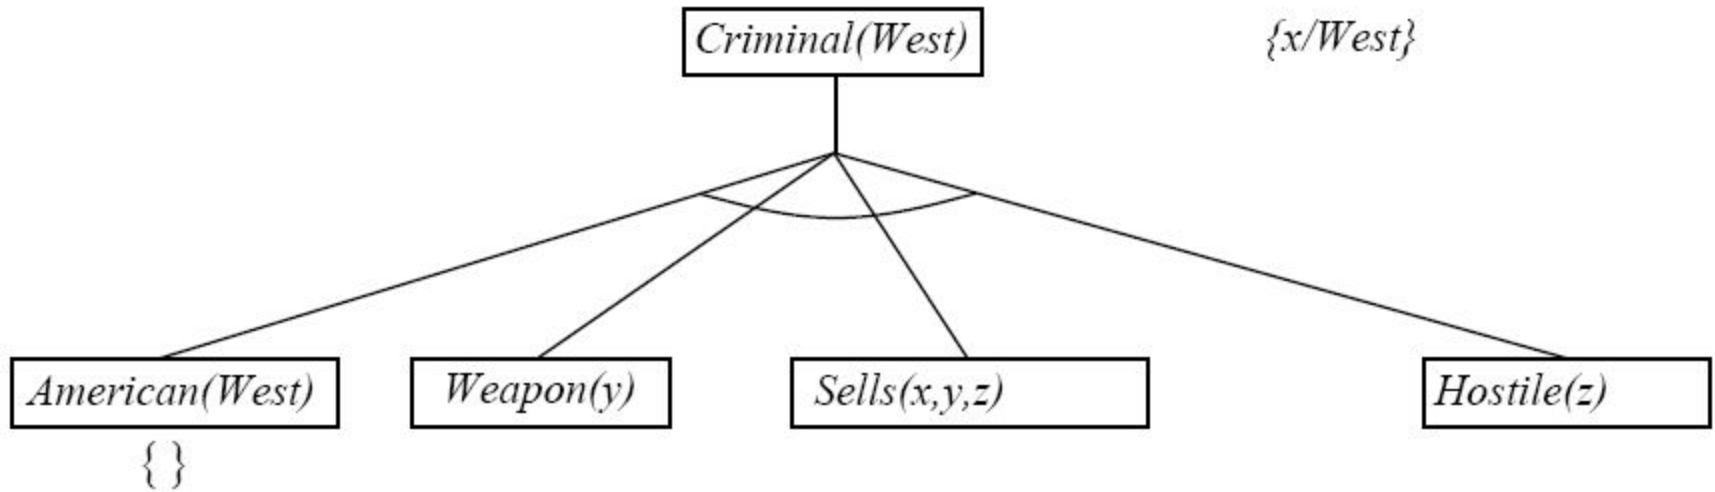 Criminal(West)
{x/West}
American(West)
Weapon(y)
Sells(x,y,z)
Hostile(z)
{ }